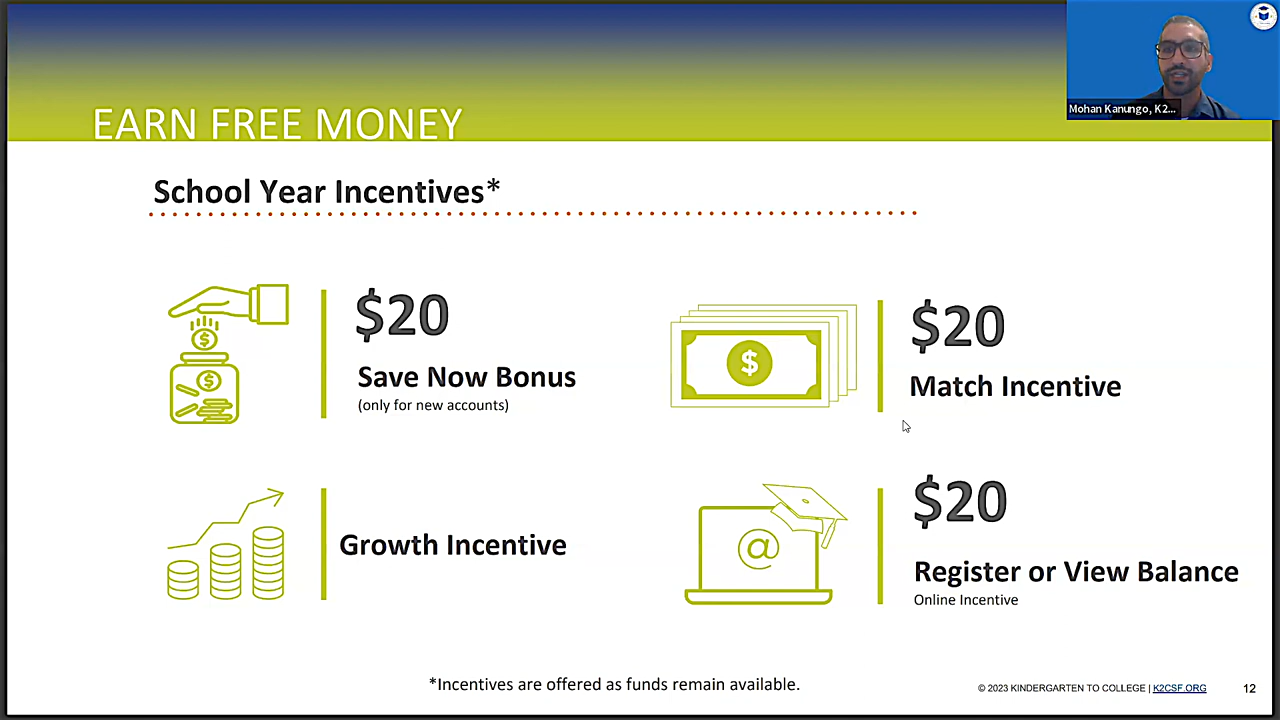 EARN FREE MONEY
Mohan Kanungo, K2...
School Year Incentives*
$20
Save Now Bonus
(only for new accounts)
$20
Match Incentive
Growth Incentive
$20
Register or View Balance
Online Incentive
*Incentives are offered as funds remain available.
© 2023 KINDERGARTEN TO COLLEGE | K2CSF.ORG
12